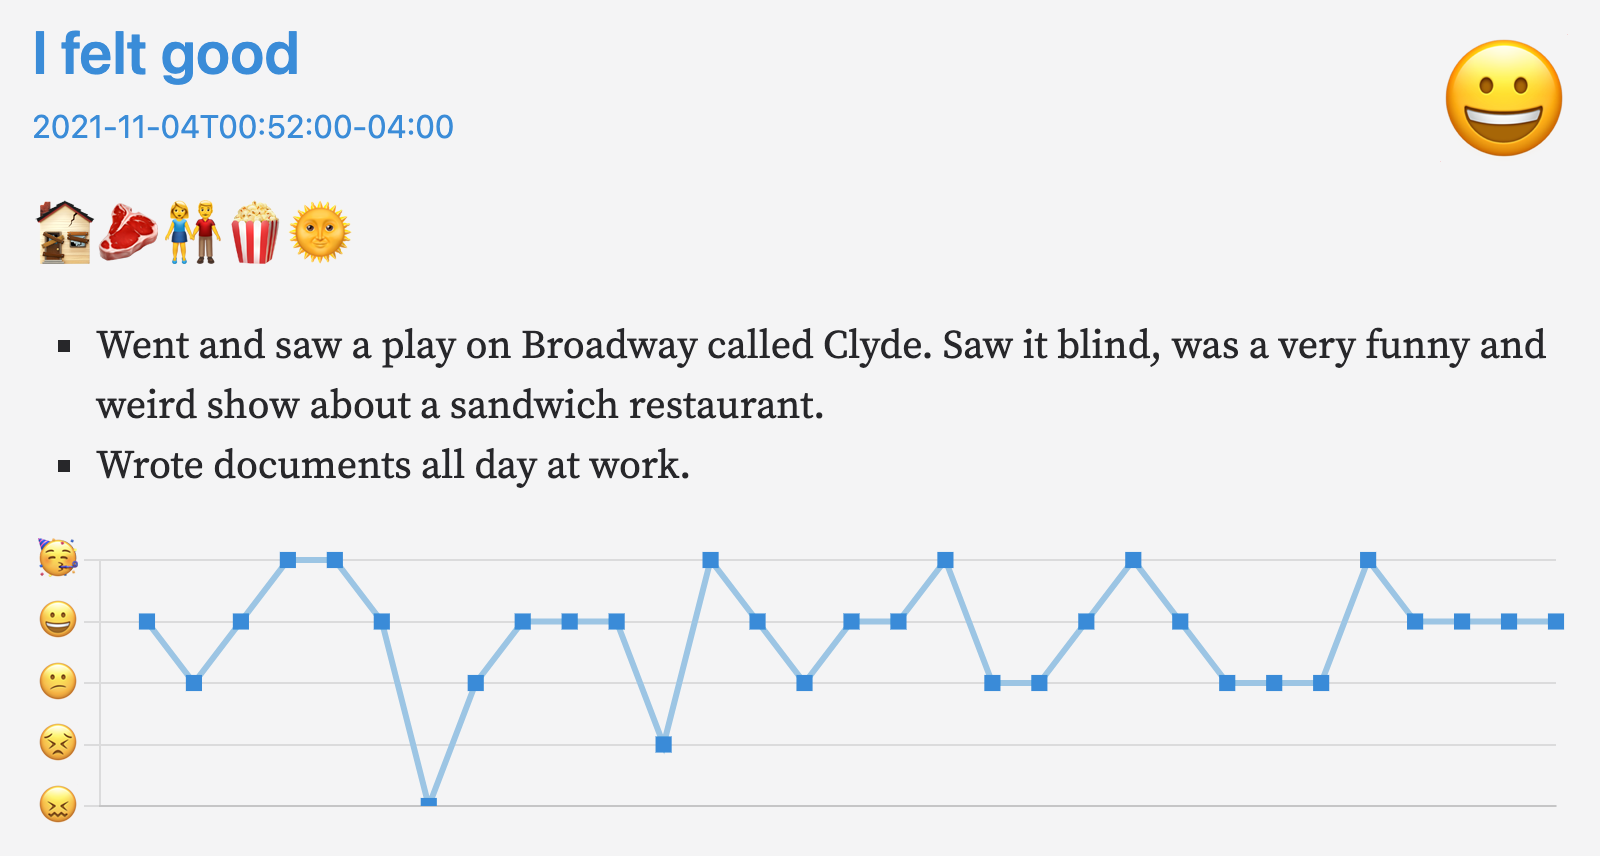 I felt good
2021-11-04T00:52:00-04:00
Went and saw a play on Broadway called Clyde. Saw it blind, was a very funny and
weird show about a sandwich restaurant.
Wrote documents all day at work.